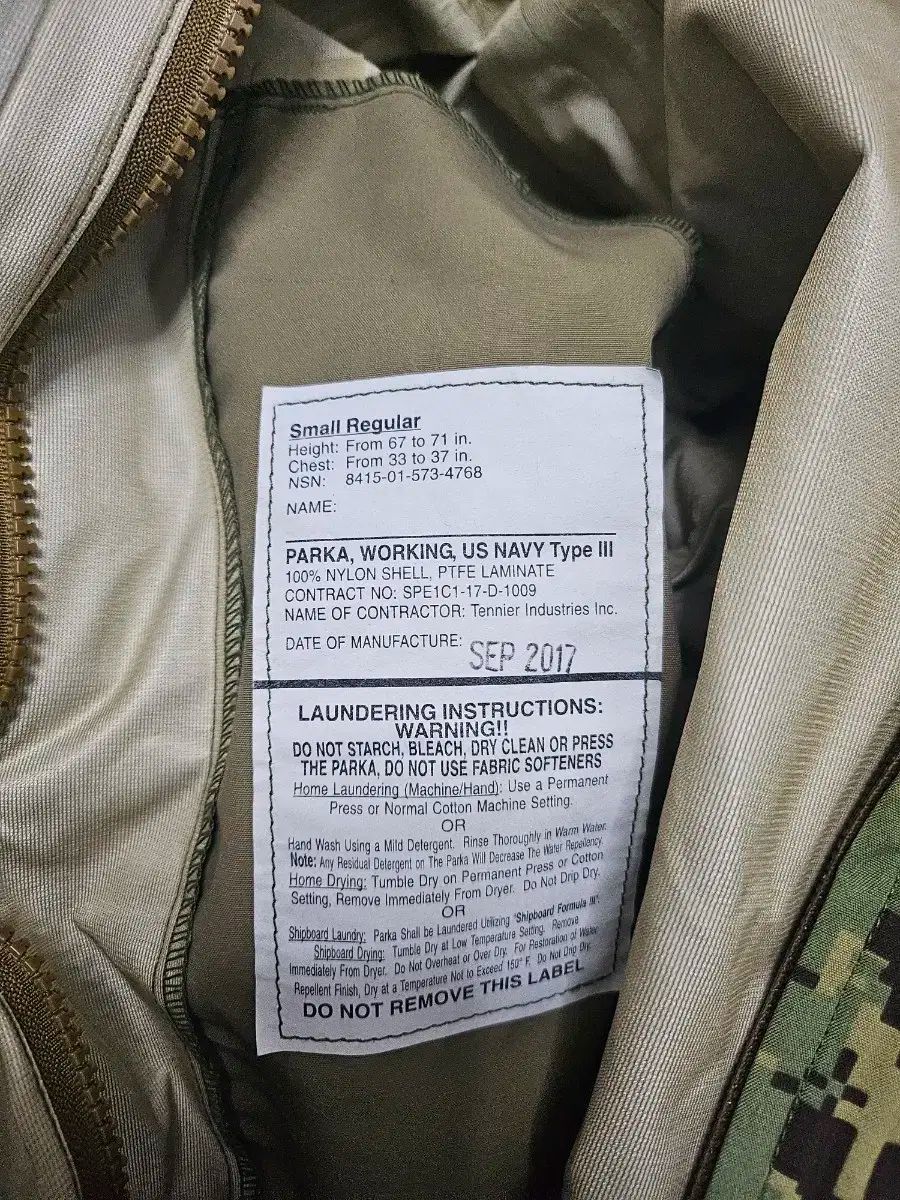 Small Regular
Height: From 67 to 71 in.
Chest: From 33 to 37 in.
NSN: 8415-01-573-4768
NAME:
PARKA, WORKING, US NAVY Type III
100% NYLON SHELL, PTFE LAMINATE
CONTRACT NO: SPE1C1-17-D-1009
NAME OF CONTRACTOR: Tennier Industries Inc.
DATE OF MANUFACTURE: SEP 2017
LAUNDERING INSTRUCTIONS:
WARNING!!
DO NOT STARCH, BLEACH, DRY CLEAN OR PRESS
THE PARKA, DO NOT USE FABRIC SOFTENERS
Home Laundering (Machine/Hand): Use a Permanent
Press or Normal Cotton Machine Setting.
OR
Hand Wash Using a Mild Detergent. Rinse Thoroughly in Warm Water.
Note: Any Residual Detergent on The Parka Will Decrease The Water Repellency.
Home Drying: Tumble Dry on Permanent Press or Cotton
Setting, Remove Immediately From Dryer. Do Not Drip Dry.
OR
Shipboard Laundry: Parka Shall be Laundered Utilizing "Shipboard Formula III".
Shipboard Drying: Tumble Dry at Low Temperature Setting. Remove
Immediately From Dryer. Do Not Overheat or Over Dry. For Restoration of Water
Repellent Finish, Dry at a Temperature Not to Exceed 150° F. Do Not Drip Dry.
DO NOT REMOVE THIS LABEL